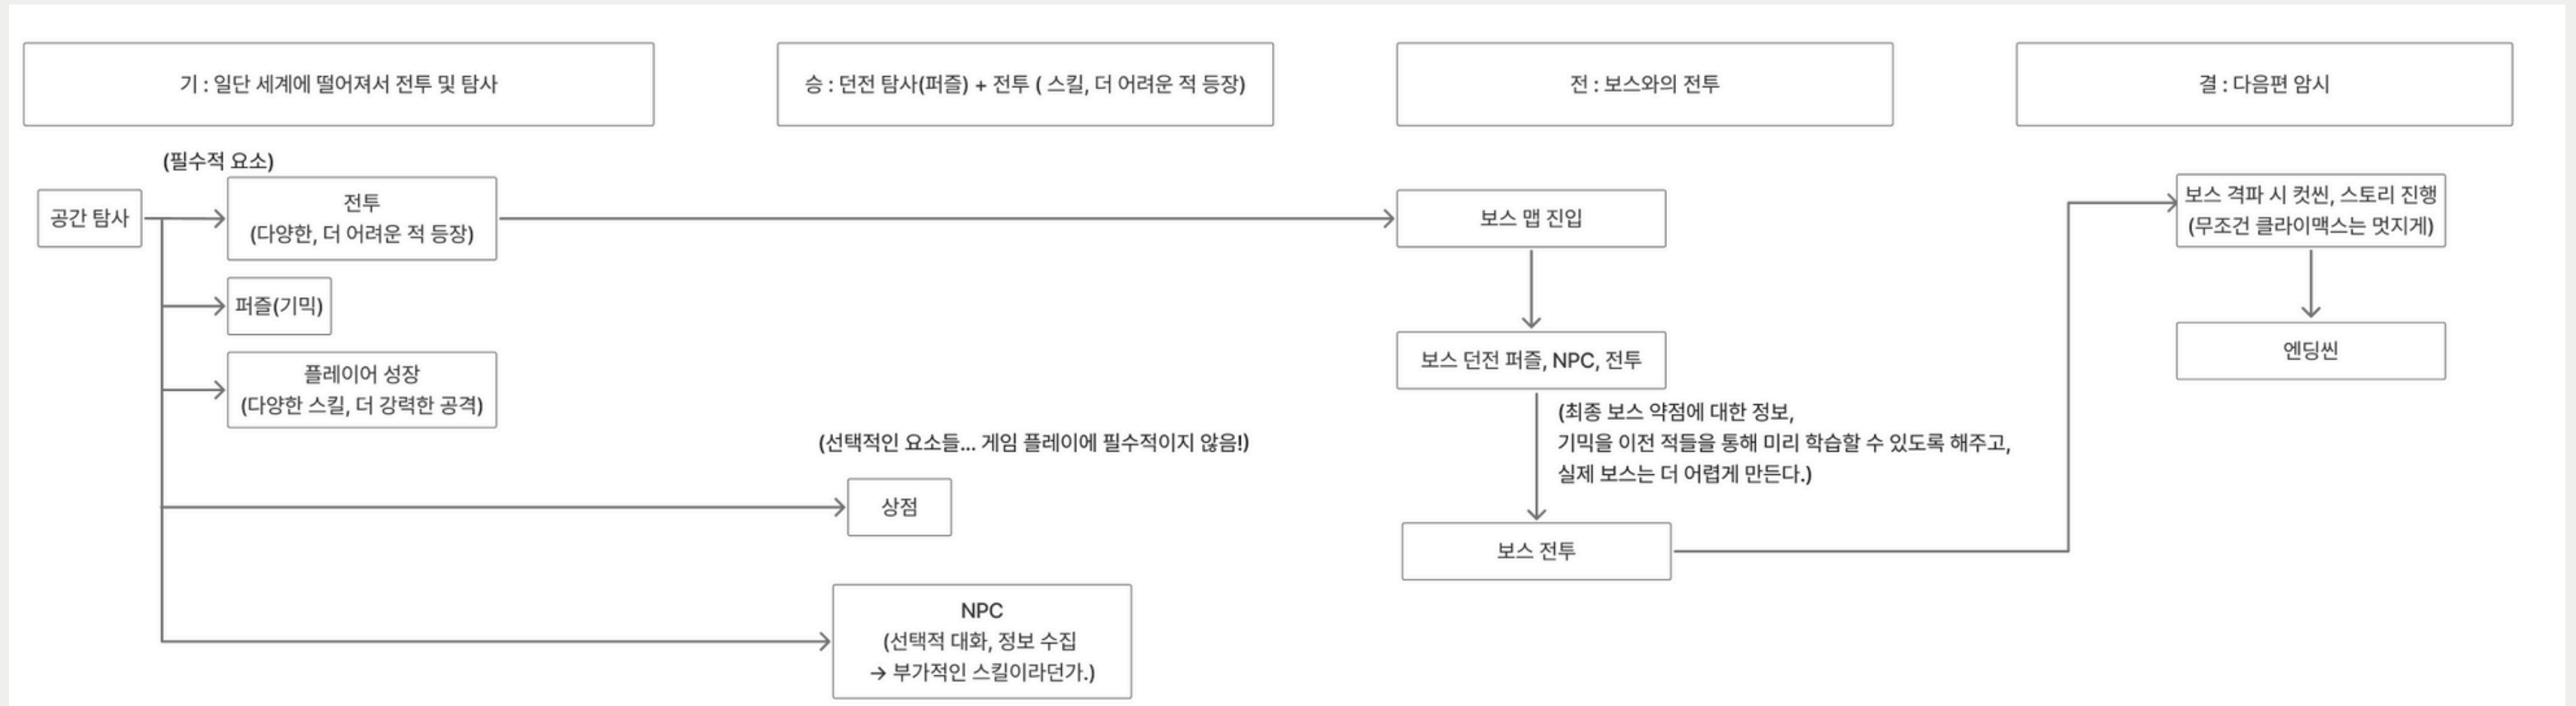 기 : 일단 세계에 떨어져서 전투 및 탐사
승 : 던전 탐사(퍼즐) + 전투 ( 스킬, 더 어려운 적 등장)
전 : 보스와의 전투
결 : 다음편 암시
(필수적 요소)
공간 탐사
전투
(다양한, 더 어려운 적 등장)
퍼즐(기믹)
플레이어 성장
(다양한 스킬, 더 강력한 공격)
(선택적인 요소들... 게임 플레이에 필수적이지 않음!)
상점
NPC
(선택적 대화, 정보 수집
→ 부가적인 스킬이라던가.)
보스 맵 진입
보스 던전 퍼즐, NPC, 전투
(최종 보스 약점에 대한 정보,
기믹을 이전 적들을 통해 미리 학습할 수 있도록 해주고,
실제 보스는 더 어렵게 만든다.)
보스 전투
보스 격파 시 컷씬, 스토리 진행
(무조건 클라이맥스는 멋지게)
엔딩씬